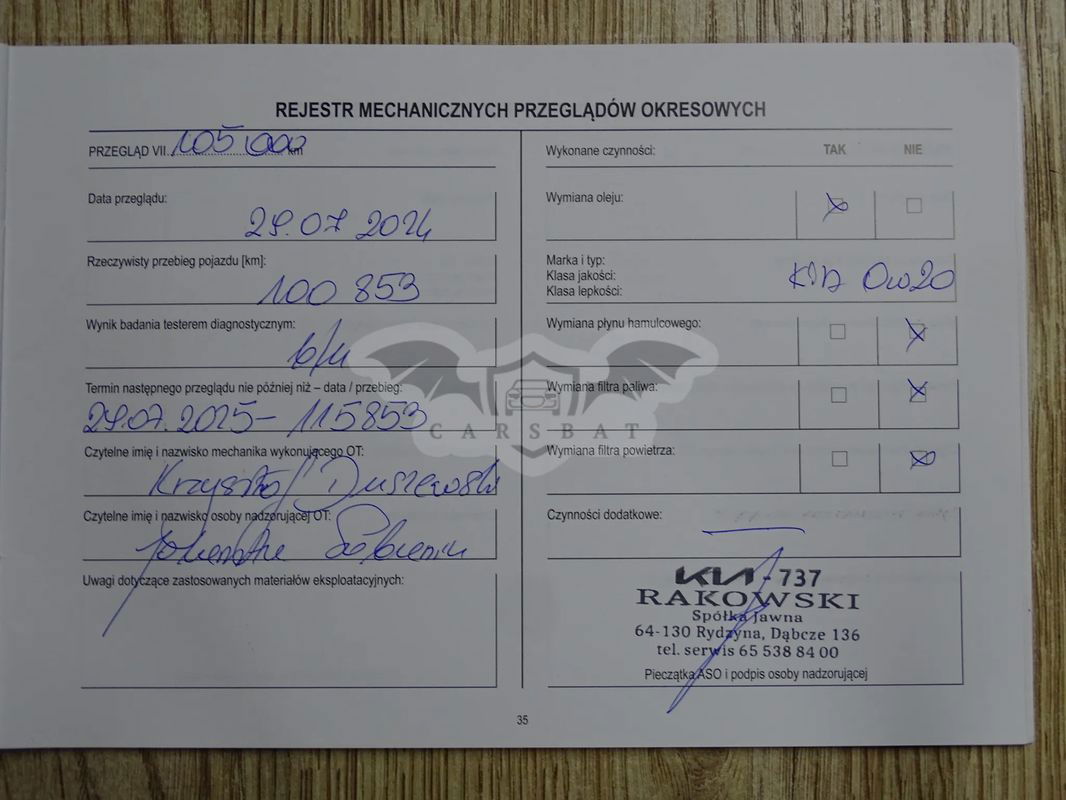 REJESTR MECHANICZNYCH PRZEGLĄDÓW OKRESOWYCH
PRZEGLĄD VII 105 000 km
Data przeglądu:
29.07 2024
Rzeczywisty przebieg pojazdu [km]:
100 853
Wynik badania testerem diagnostycznym:
b/u
Termin następnego przeglądu nie później niż – data / przebieg:
29.07.2025 - 115853
Czytelne imię i nazwisko mechanika wykonującego OT:
Krzysztof Duszewski
Czytelne imię i nazwisko osoby nadzorującej OT:
Uwagi dotyczące zastosowanych materiałów eksploatacyjnych:
Wykonane czynności: TAK NIE
Wymiana oleju:
Marka i typ:
Klasa jakości:
Klasa lepkości:
KIA 0w20
Wymiana płynu hamulcowego:
Wymiana filtra paliwa:
CARSBAT
Wymiana filtra powietrza:
Czynności dodatkowe:
KIA - 737
RAKOWSKI
Spółka Jawna
64-130 Rydzyna, Dąbcze 136
tel. serwis 65 538 84 00
Pieczątka ASO i podpis osoby nadzorującej
35